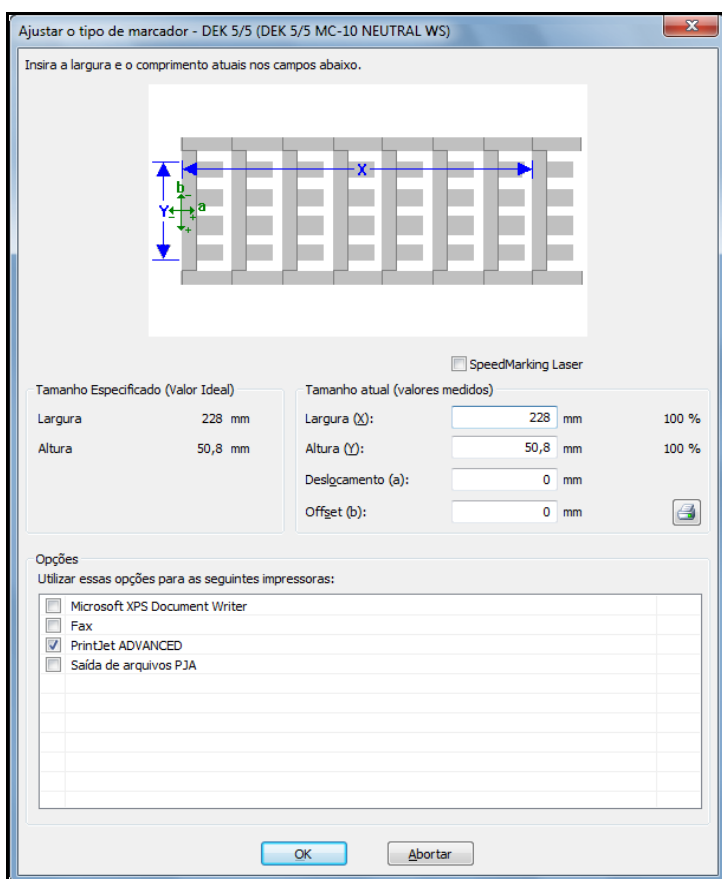 Ajustar o tipo de marcador - DEK 5/5 (DEK 5/5 MC-10 NEUTRAL WS)
Insira a largura e o comprimento atuais nos campos abaixo.
X
b
-
Y
a
-
+
+
SpeedMarking Laser
Tamanho Especificado (Valor Ideal)
Largura 228 mm
Altura 50,8 mm
Tamanho atual (valores medidos)
Largura (X): 228 mm 100 %
Altura (Y): 50,8 mm 100 %
Deslocamento (a): 0 mm
Offset (b): 0 mm
Opções
Utilizar essas opções para as seguintes impressoras:
Microsoft XPS Document Writer
Fax
PrintJet ADVANCED
Saída de arquivos PJA
OK Abortar